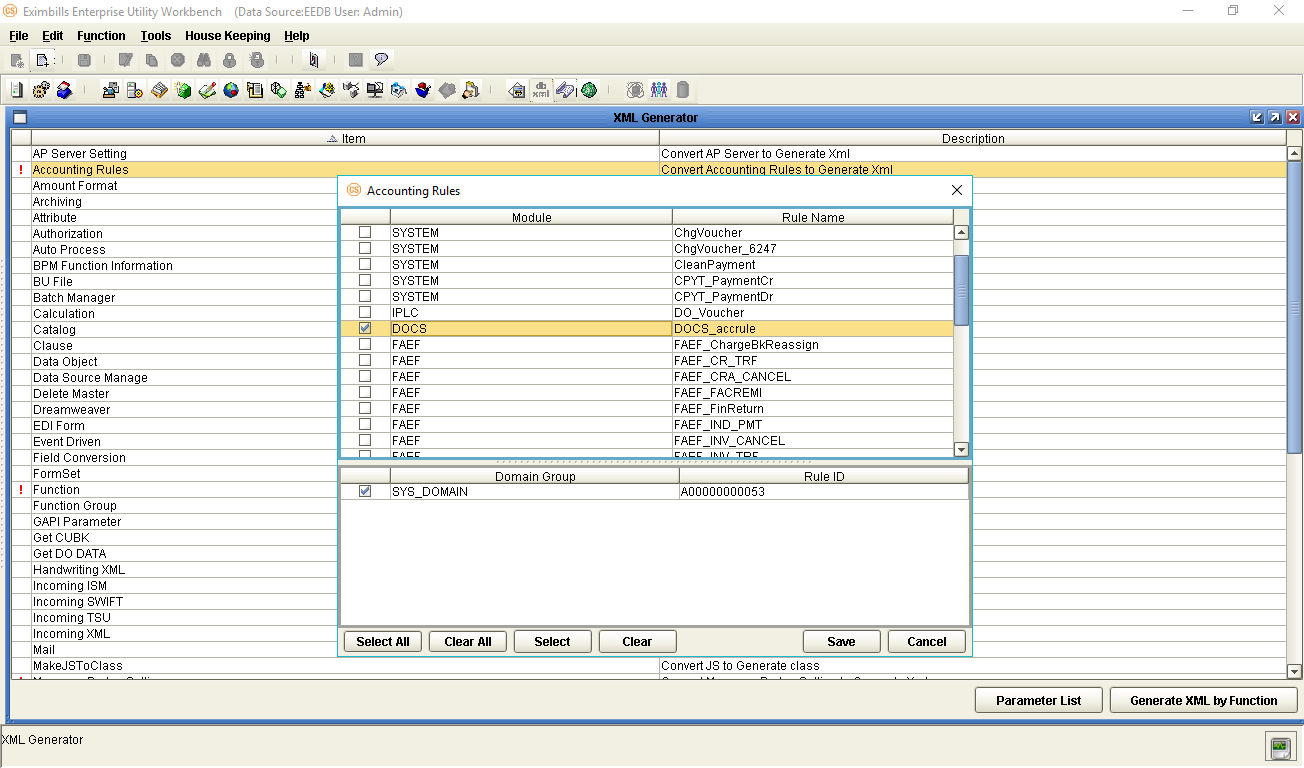 CS Eximbills Enterprise Utility Workbench (Data Source:EEDB User: Admin)
File Edit Function Tools House Keeping Help
db
xml
XML Generator
Item Description
AP Server Setting Convert AP Server to Generate Xml
! Accounting Rules Convert Accounting Rules to Generate Xml
Amount Format
Archiving
Attribute
Authorization
Auto Process
BPM Function Information
BU File
Batch Manager
Calculation
Catalog
Clause
Data Object
Data Source Manage
Delete Master
Dreamweaver
EDI Form
Event Driven
Field Conversion
FormSet
! Function
Function Group
GAPI Parameter
Get CUBK
Get DO DATA
Handwriting XML
Incoming ISM
Incoming SWIFT
Incoming TSU
Incoming XML
Mail
MakeJSToClass Convert JS to Generate class
CS Accounting Rules
Module Rule Name
SYSTEM ChgVoucher
SYSTEM ChgVoucher_6247
SYSTEM CleanPayment
SYSTEM CPYT_PaymentCr
SYSTEM CPYT_PaymentDr
IPLC DO_Voucher
DOCS DOCS_accrule
FAEF FAEF_ChargeBkReassign
FAEF FAEF_CR_TRF
FAEF FAEF_CRA_CANCEL
FAEF FAEF_FACREMI
FAEF FAEF_FinReturn
FAEF FAEF_IND_PMT
FAEF FAEF_INV_CANCEL
FAEF FAEF_INV_TRF
Domain Group Rule ID
SYS_DOMAIN A00000000053
Select All Clear All Select Clear Save Cancel
Parameter List Generate XML by Function
XML Generator